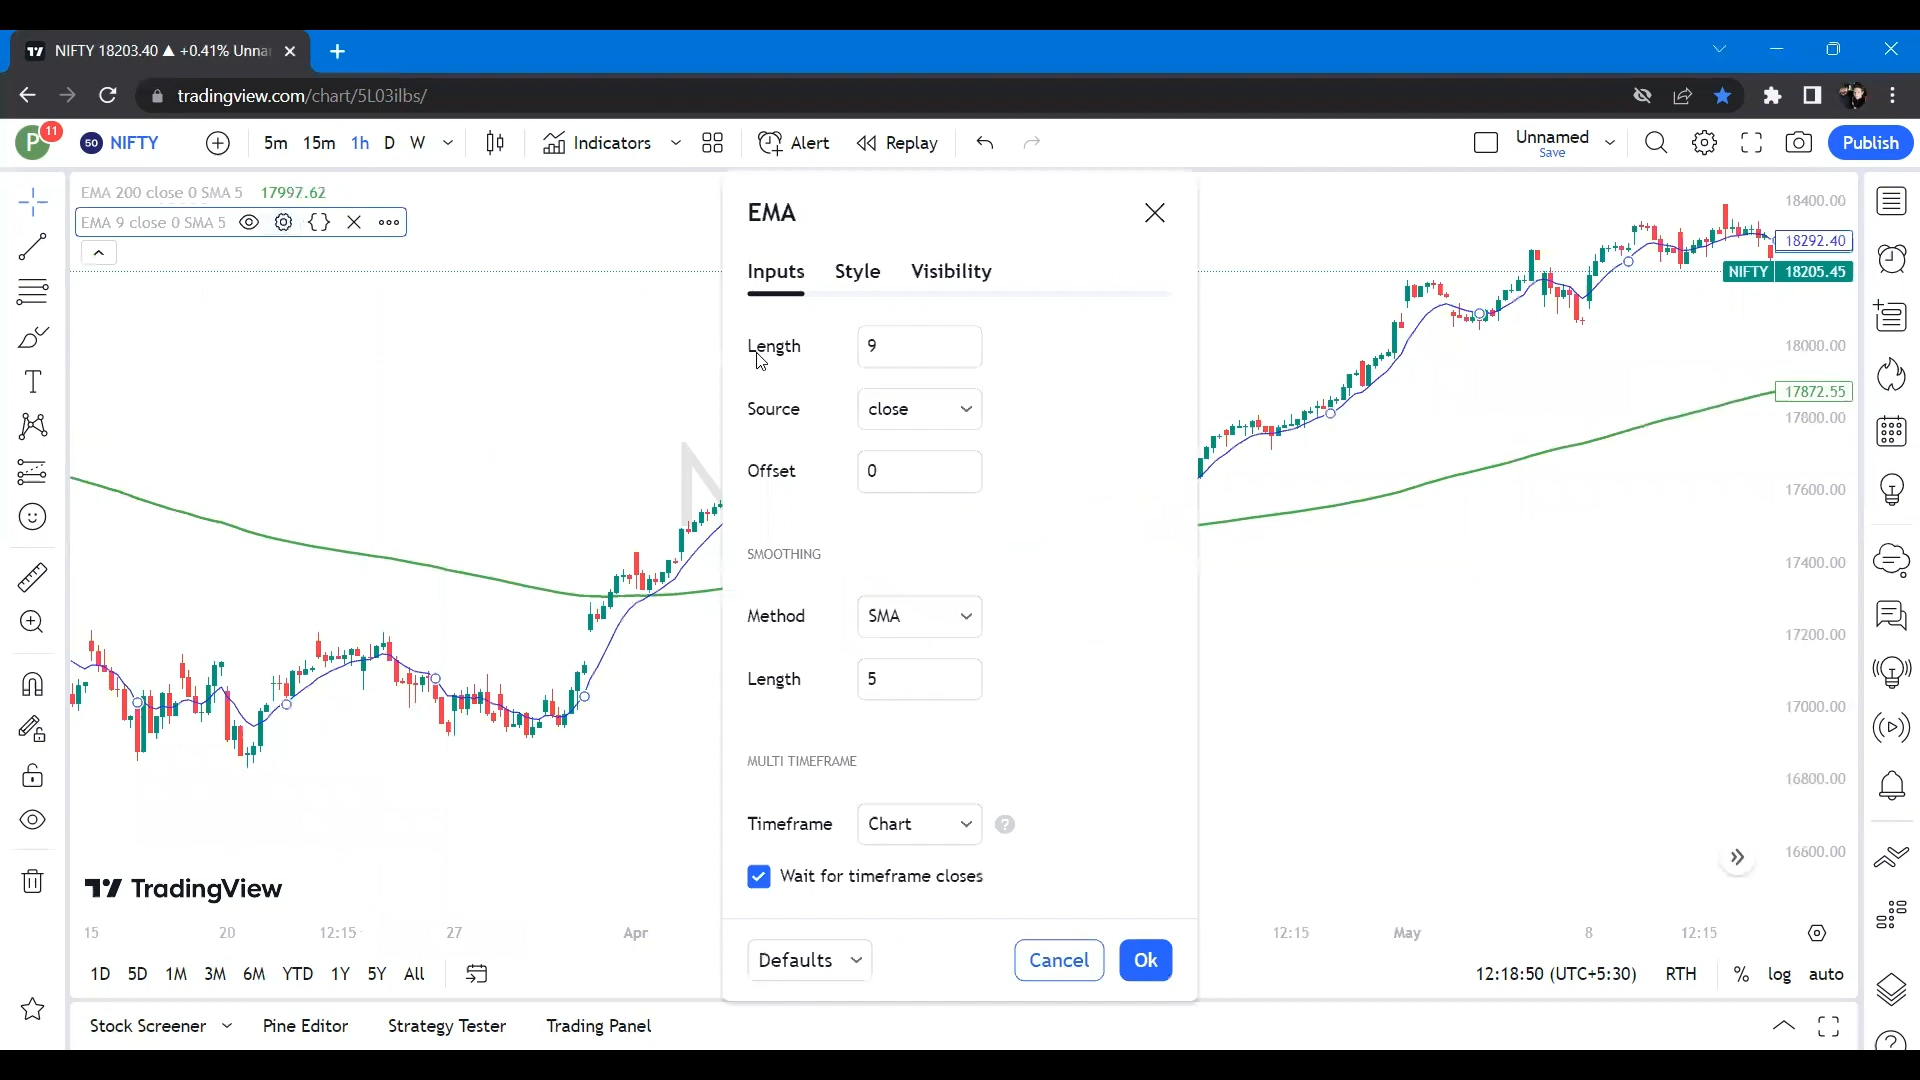 NIFTY 18203.40 ▲ +0.41% Unna
tradingview.com/chart/5L03ilbs/
P 11 50 NIFTY 5m 15m 1h D W Indicators Alert Replay Unnamed Save Publish
EMA 200 close 0 SMA 5 17997.62
EMA 9 close 0 SMA 5
EMA
Inputs Style Visibility
Length 9
Source close
Offset 0
SMOOTHING
Method SMA
Length 5
MULTI TIMEFRAME
Timeframe Chart ?
Wait for timeframe closes
Defaults Cancel Ok
18400.00
18292.40
NIFTY 18205.45
18000.00
17872.55
17800.00
17600.00
17400.00
17200.00
17000.00
16800.00
16600.00
TradingView
15 20 12:15 27 Apr 12:15 May 8 12:15
1D 5D 1M 3M 6M YTD 1Y 5Y All 12:18:50 (UTC+5:30) RTH % log auto
Stock Screener Pine Editor Strategy Tester Trading Panel